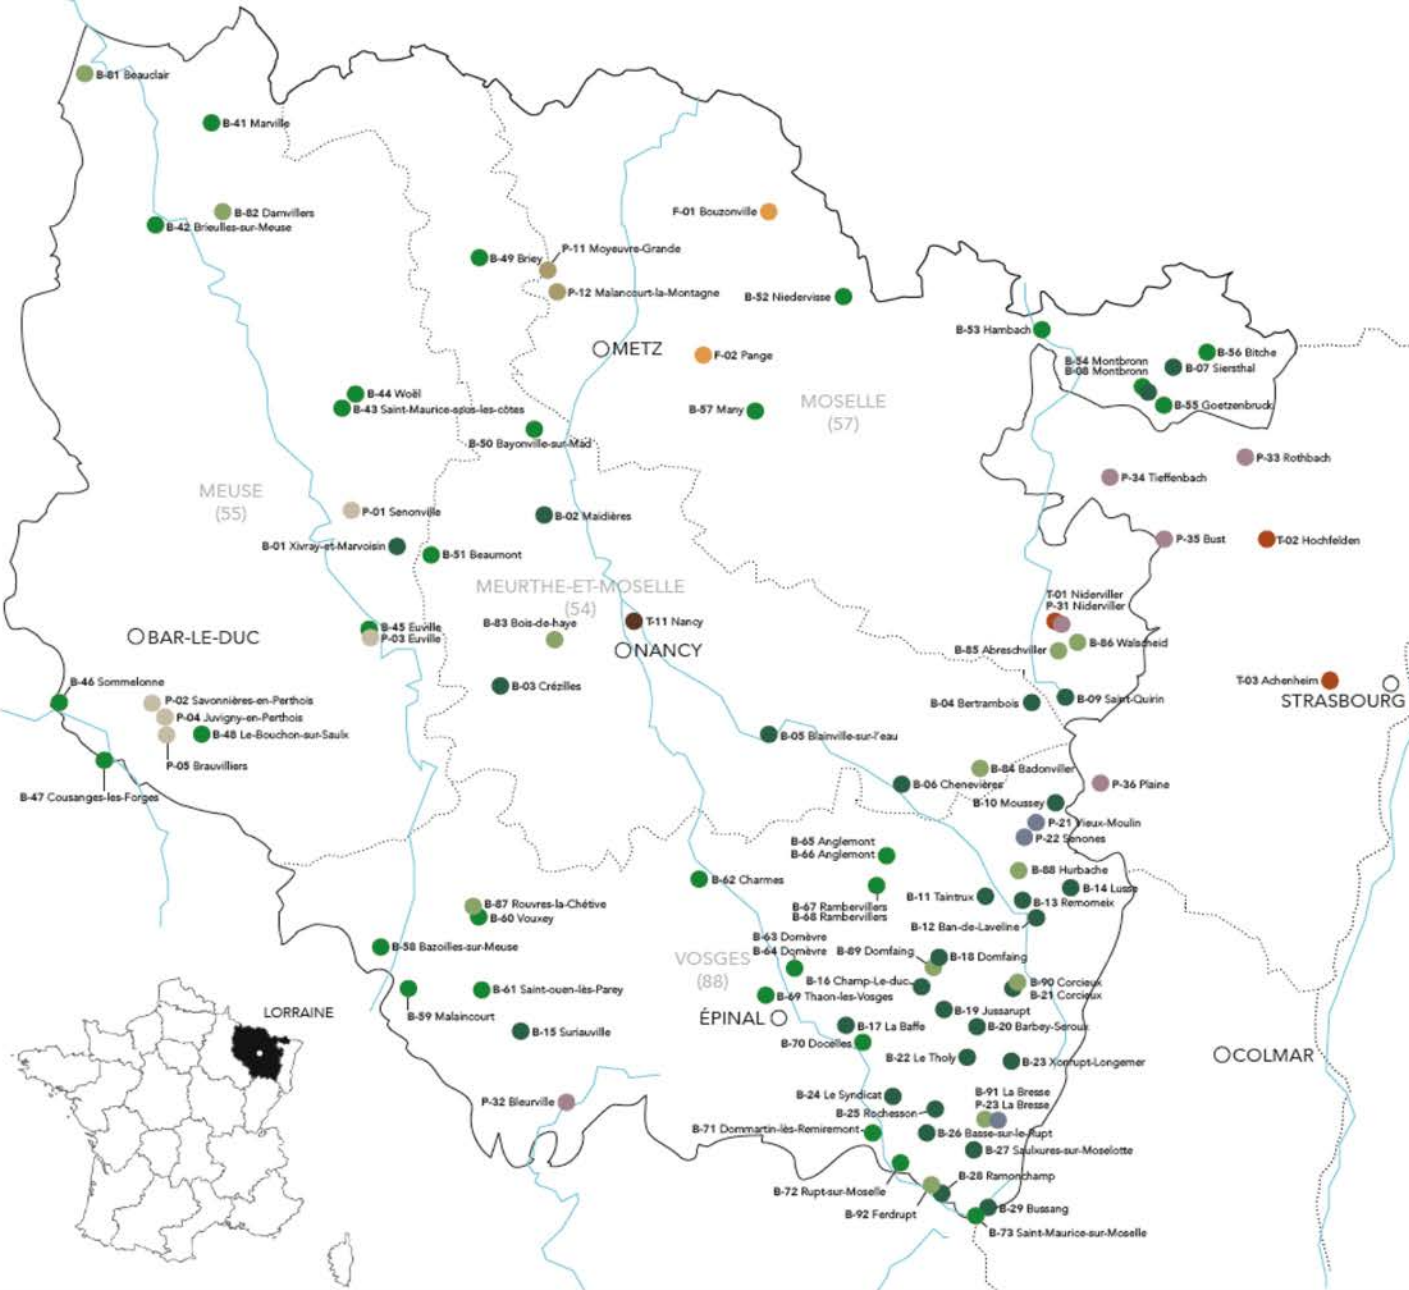 B-81 Beauclair
B-41 Marville
B-82 Damvillers
F-01 Bouzonville
B-42 Brieulles-sur-Meuse
P-11 Moyeuvre-Grande
B-49 Briey
P-12 Malancourt-la-Montagne
B-52 Niedervisse
B-53 Hambach
METZ
F-02 Pange
B-56 Bitche
B-54 Montbronn
B-08 Montbronn
B-07 Siersthal
B-44 Woël
B-43 Saint-Maurice-sous-les-côtes
B-57 Many
MOSELLE
(57)
B-55 Goetzenbruck
B-50 Bayonville-sur-Mad
P-33 Rothbach
P-34 Tieffenbach
MEUSE
(55)
P-01 Senonville
B-02 Maidières
B-01 Xivray-et-Marvoisin
B-51 Beaumont
P-35 Bust
T-02 Hochfelden
MEURTHE-ET-MOSELLE
(54)
T-01 Niderviller
P-31 Niderviller
B-83 Bois-de-haye
T-11 Nancy
B-45 Euville
P-03 Euville
BAR-LE-DUC
NANCY
B-85 Abreschviller
B-86 Walscheid
B-46 Sommelonne
B-03 Crézilles
T-03 Achenheim
STRASBOURG
P-02 Savonnières-en-Perthois
B-04 Bertrambois
B-09 Saint-Quirin
P-04 Juvigny-en-Perthois
B-48 Le-Bouchon-sur-Saulx
B-05 Blainville-sur-l'eau
P-05 Brauvilliers
B-84 Badonviller
B-06 Chenevières
P-36 Plaine
B-47 Cousanges-les-Forges
B-10 Moussey
P-21 Vieux-Moulin
P-22 Senones
B-65 Anglemont
B-66 Anglemont
B-88 Hurbache
B-62 Charmes
B-14 Lusse
B-11 Taintrux
B-13 Remomeix
B-67 Rambervillers
B-68 Rambervillers
B-87 Rouvres-la-Chétive
B-60 Vouxey
B-12 Ban-de-Laveline
B-63 Domèvre
B-64 Domèvre
B-89 Domfaing
B-18 Domfaing
B-58 Bazoilles-sur-Meuse
VOSGES
(88)
B-16 Champ-Le-duc
B-90 Corcieux
B-21 Corcieux
B-61 Saint-ouen-lès-Parey
B-69 Thaon-les-Vosges
B-59 Malaincourt
B-19 Jussarupt
LORRAINE
ÉPINAL
B-15 Suriauville
B-17 La Baffe
B-20 Barbey-Seroux
B-70 Docelles
B-22 Le Tholy
B-23 Xonrupt-Longemer
COLMAR
B-24 Le Syndicat
B-91 La Bresse
P-23 La Bresse
P-32 Bleurville
B-25 Rochesson
B-71 Dommartin-lès-Remiremont
B-26 Basse-sur-le-Rupt
B-27 Saulxures-sur-Moselotte
B-28 Ramonchamp
B-72 Rupt-sur-Moselle
B-92 Ferdrupt
B-29 Bussang
B-73 Saint-Maurice-sur-Moselle